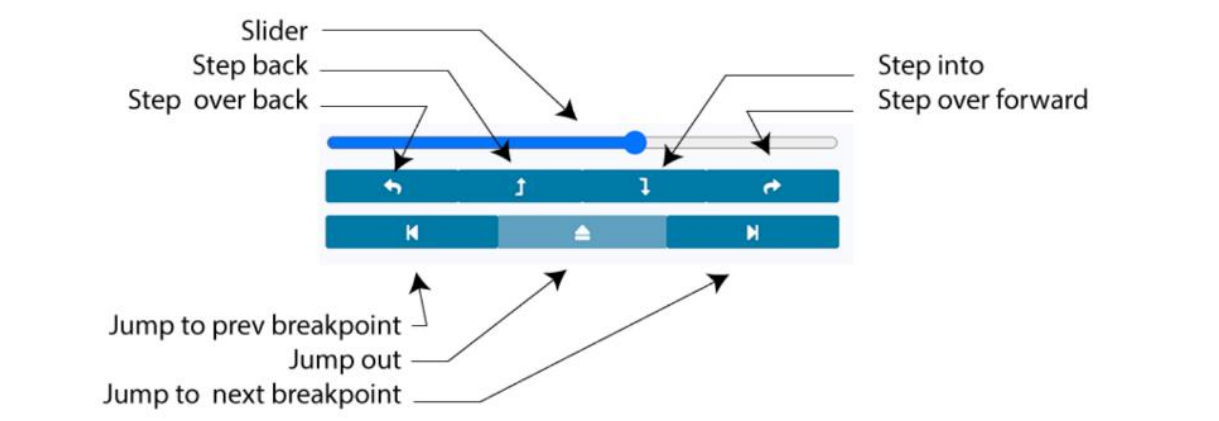 Slider
Step back
Step over back
Step into
Step over forward
Jump to prev breakpoint
Jump out
Jump to next breakpoint